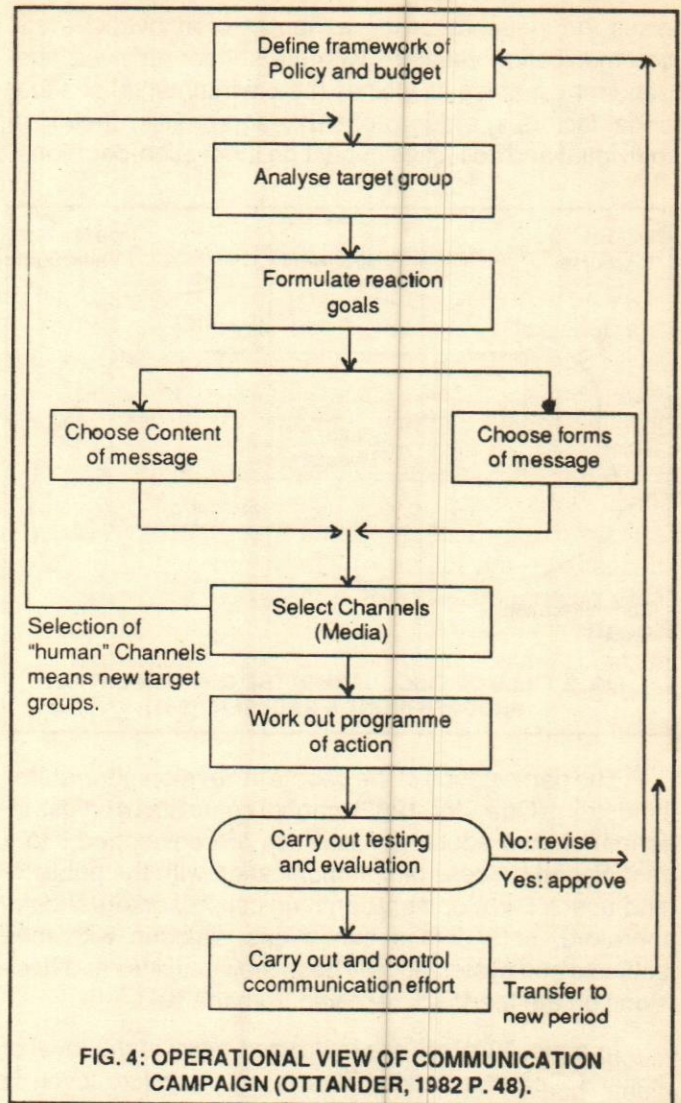 Define framework of
Policy and budget
Analyse target group
Formulate reaction
goals
Choose Content
of message
Choose forms
of message
Select Channels
(Media)
Selection of
"human" Channels
means new target
groups.
Work out programme
of action
Carry out testing
and evaluation
No: revise
Yes: approve
Carry out and control
ccommunication effort
Transfer to
new period
FIG. 4: OPERATIONAL VIEW OF COMMUNICATION
CAMPAIGN (OTTANDER, 1982 P. 48).